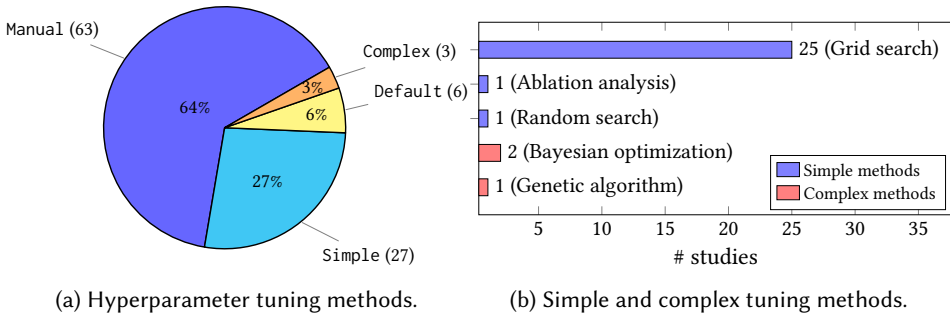 Manual (63)
Complex (3)
Default (6)
Simple (27)
64%
3%
6%
27%
(a) Hyperparameter tuning methods.
25 (Grid search)
1 (Ablation analysis)
1 (Random search)
2 (Bayesian optimization)
1 (Genetic algorithm)
Simple methods
Complex methods
5 10 15 20 25 30 35
# studies
(b) Simple and complex tuning methods.